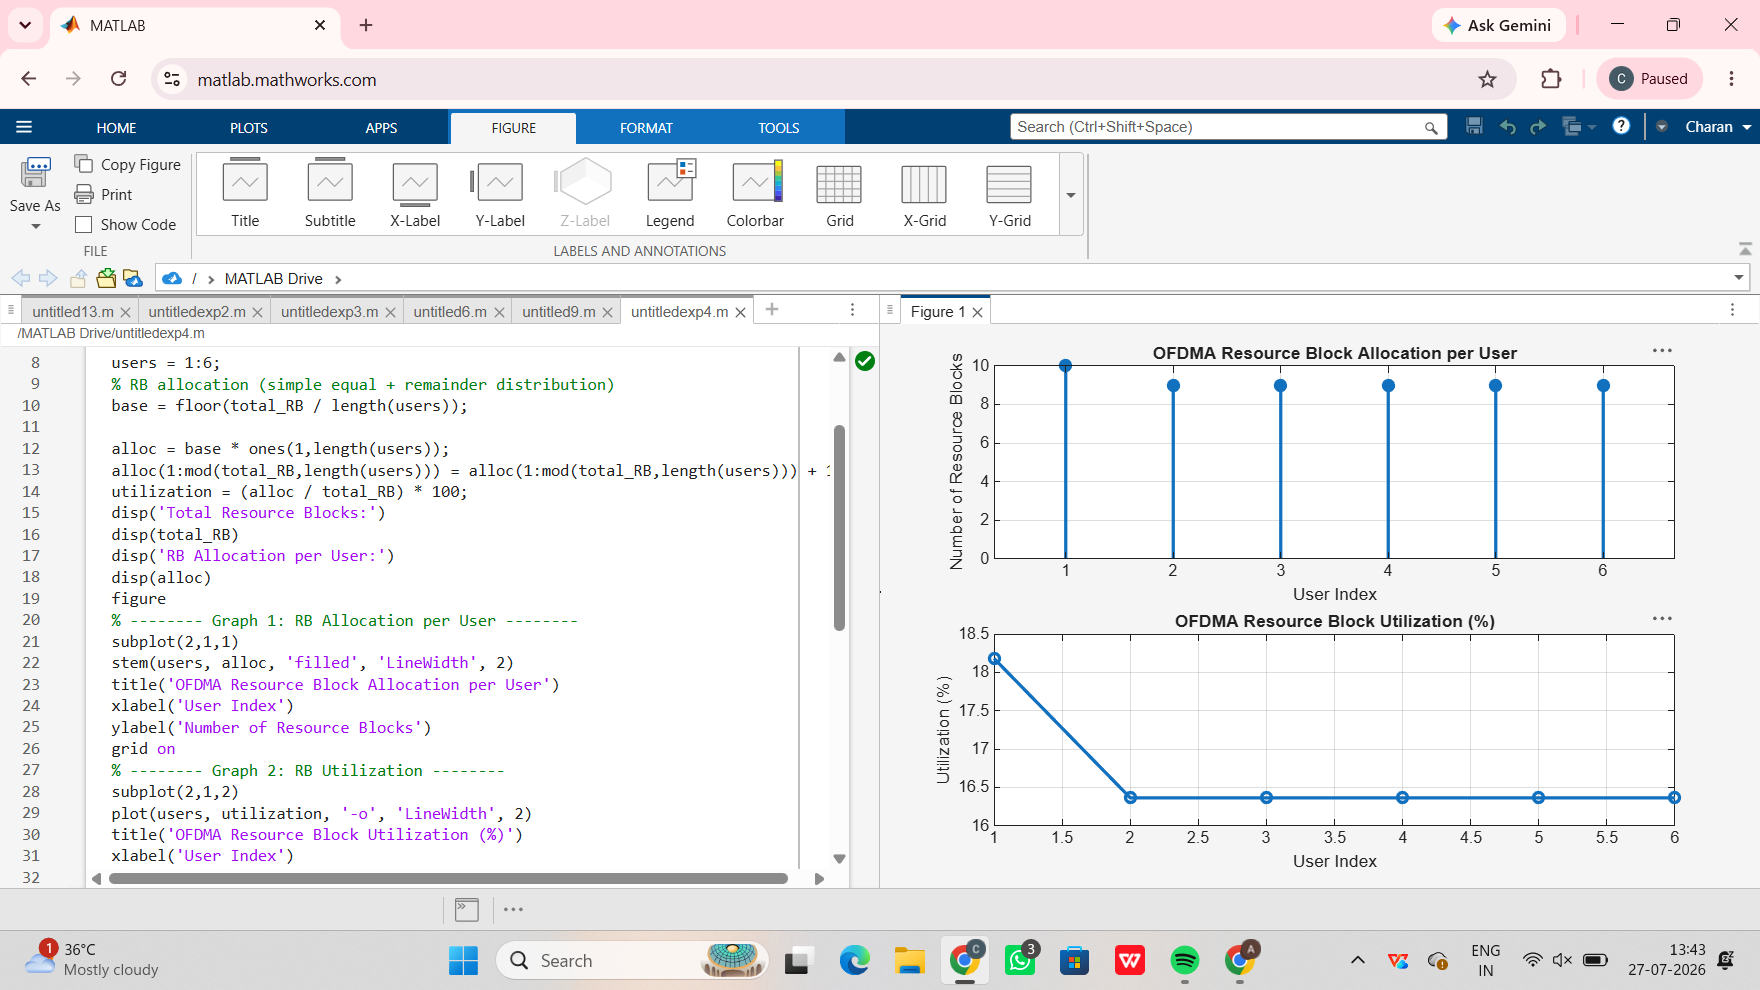 MATLAB
Ask Gemini
matlab.mathworks.com
C
Paused
HOME
PLOTS
APPS
FIGURE
FORMAT
TOOLS
Search (Ctrl+Shift+Space)
?
Charan
Save As
Copy Figure
Print
Show Code
FILE
Title
Subtitle
X-Label
Y-Label
Z-Label
Legend
Colorbar
Grid
X-Grid
Y-Grid
LABELS AND ANNOTATIONS
/ > MATLAB Drive >
untitled13.m
untitledexp2.m
untitledexp3.m
untitled6.m
untitled9.m
untitledexp4.m
/MATLAB Drive/untitledexp4.m
8 users = 1:6;
9 % RB allocation (simple equal + remainder distribution)
10 base = floor(total_RB / length(users));
11
12 alloc = base * ones(1,length(users));
13 alloc(1:mod(total_RB,length(users))) = alloc(1:mod(total_RB,length(users))) +
14 utilization = (alloc / total_RB) * 100;
15 disp('Total Resource Blocks:')
16 disp(total_RB)
17 disp('RB Allocation per User:')
18 disp(alloc)
19 figure
20 % -------- Graph 1: RB Allocation per User --------
21 subplot(2,1,1)
22 stem(users, alloc, 'filled', 'LineWidth', 2)
23 title('OFDMA Resource Block Allocation per User')
24 xlabel('User Index')
25 ylabel('Number of Resource Blocks')
26 grid on
27 % -------- Graph 2: RB Utilization --------
28 subplot(2,1,2)
29 plot(users, utilization, '-o', 'LineWidth', 2)
30 title('OFDMA Resource Block Utilization (%)')
31 xlabel('User Index')
32
Figure 1
OFDMA Resource Block Allocation per User
Number of Resource Blocks
10
8
6
4
2
0
1 2 3 4 5 6
User Index
OFDMA Resource Block Utilization (%)
Utilization (%)
18.5
18
17.5
17
16.5
16
1 1.5 2 2.5 3 3.5 4 4.5 5 5.5 6
User Index
1
36°C
Mostly cloudy
Search
C
3
W
A
ENG
IN
13:43
27-07-2026